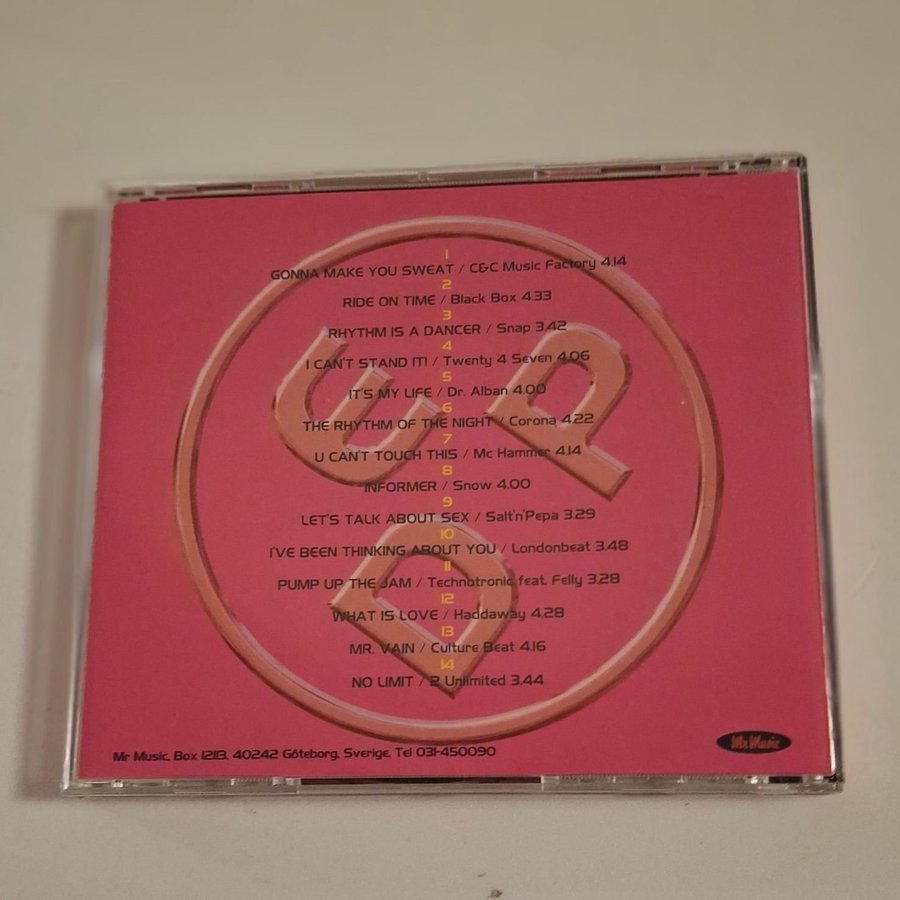 1
GONNA MAKE YOU SWEAT / C&C Music Factory 4.14
2
RIDE ON TIME / Black Box 4.33
3
RHYTHM IS A DANCER / Snap 3.42
4
I CAN'T STAND IT! / Twenty 4 Seven 4.06
5
IT'S MY LIFE / Dr. Alban 4.00
6
THE RHYTHM OF THE NIGHT / Corona 4.22
7
U CAN'T TOUCH THIS / Mc Hammer 4.14
8
INFORMER / Snow 4.00
9
LET'S TALK ABOUT SEX / Salt'n'Pepa 3.29
10
I'VE BEEN THINKING ABOUT YOU / Londonbeat 3.48
11
PUMP UP THE JAM / Technotronic feat. Felly 3.28
12
WHAT IS LOVE / Haddaway 4.28
13
MR. VAIN / Culture Beat 4.16
14
NO LIMIT / 2 Unlimited 3.44
E P D
Mr Music, Box 12113, 40242 Göteborg, Sverige, Tel 031-450090
Mr Music